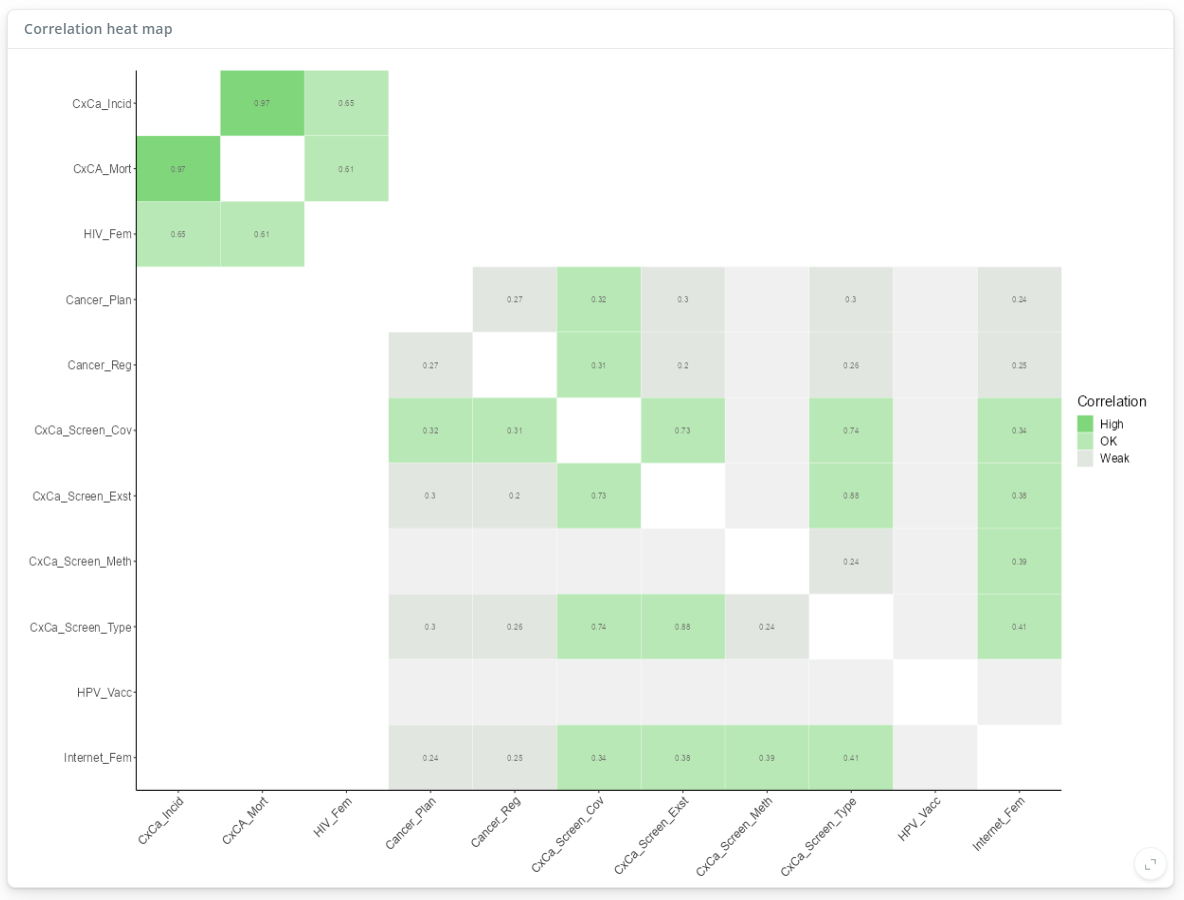 Correlation heat map
CxCa_Incid 0.97 0.65
CxCA_Mort 0.97 0.61
HIV_Fem 0.65 0.61
Cancer_Plan 0.27 0.32 0.3 0.3 0.24
Cancer_Reg 0.27 0.31 0.2 0.26 0.25
CxCa_Screen_Cov 0.32 0.31 0.73 0.74 0.34
CxCa_Screen_Exst 0.3 0.2 0.73 0.88 0.38
CxCa_Screen_Meth 0.24 0.39
CxCa_Screen_Type 0.3 0.26 0.74 0.88 0.24 0.41
HPV_Vacc
Internet_Fem 0.24 0.25 0.34 0.38 0.39 0.41
CxCa_Incid CxCA_Mort HIV_Fem Cancer_Plan Cancer_Reg CxCa_Screen_Cov CxCa_Screen_Exst CxCa_Screen_Meth CxCa_Screen_Type HPV_Vacc Internet_Fem
Correlation
High
OK
Weak